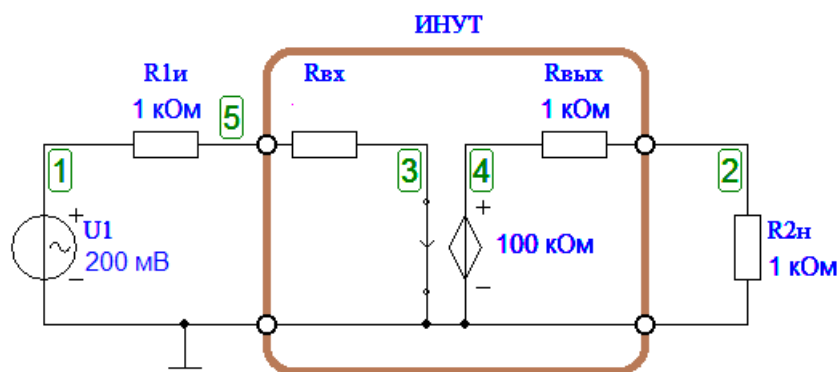 ИНУТ
R1и
1 кОм
5
Rвх
Rвых
1 кОм
1
3
4
2
+
U1
200 мВ
−
+
100 кОм
−
R2н
1 кОм